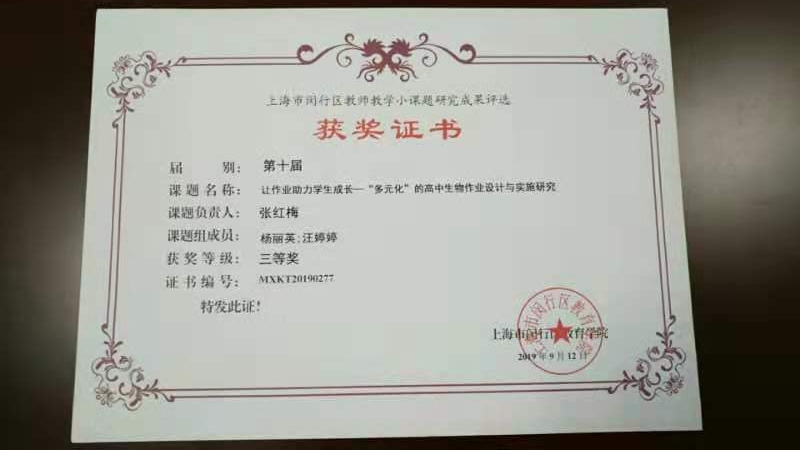 上海市闵行区教师教学小课题研究成果评选
获奖证书
届 别： 第十届
课题名称： 让作业助力学生成长—“多元化”的高中生物作业设计与实施研究
课题负责人： 张红梅
课题组成员： 杨丽英;汪婷婷
获奖等级： 三等奖
证书编号： MXKT20190277
特发此证！
上海市闵行区教育学院
2019年9月12日
上海市闵行区教育学院